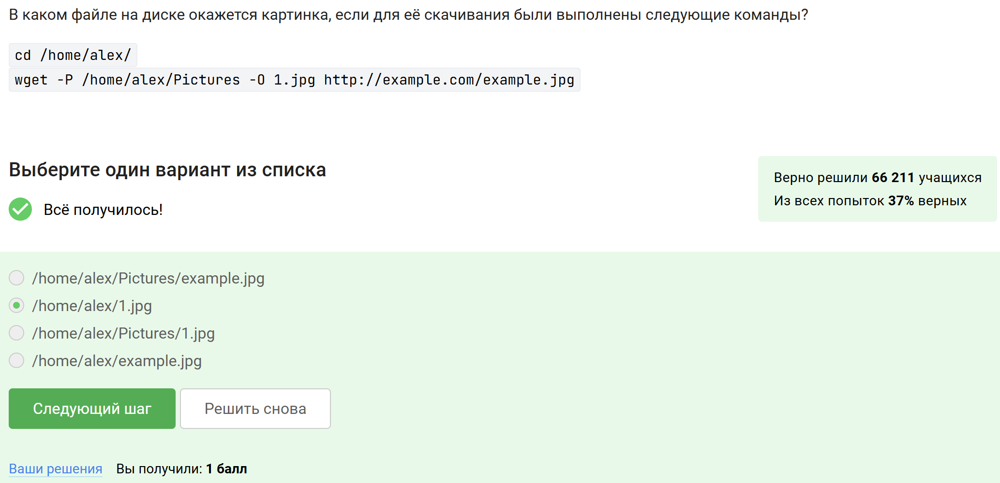 В каком файле на диске окажется картинка, если для её скачивания были выполнены следующие команды?
cd /home/alex/
wget -P /home/alex/Pictures -O 1.jpg http://example.com/example.jpg
Выберите один вариант из списка
Всё получилось!
Верно решили 66 211 учащихся
Из всех попыток 37% верных
/home/alex/Pictures/example.jpg
/home/alex/1.jpg
/home/alex/Pictures/1.jpg
/home/alex/example.jpg
Следующий шаг
Решить снова
Ваши решения Вы получили: 1 балл